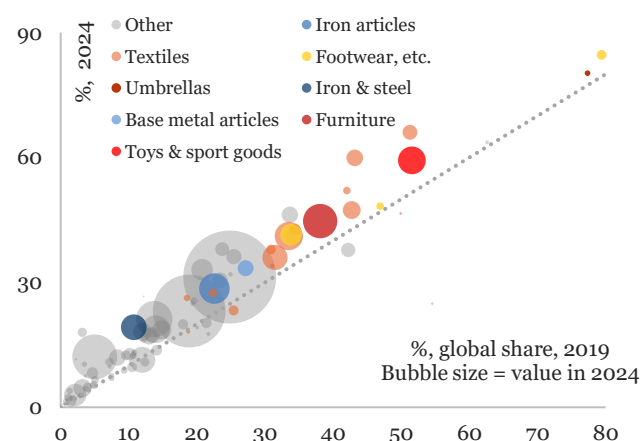 90
%, 2024
Other
Iron articles
Textiles
Footwear, etc.
Umbrellas
Iron & steel
Base metal articles
Furniture
Toys & sport goods
60
30
%, global share, 2019
Bubble size = value in 2024
0
0 10 20 30 40 50 60 70 80